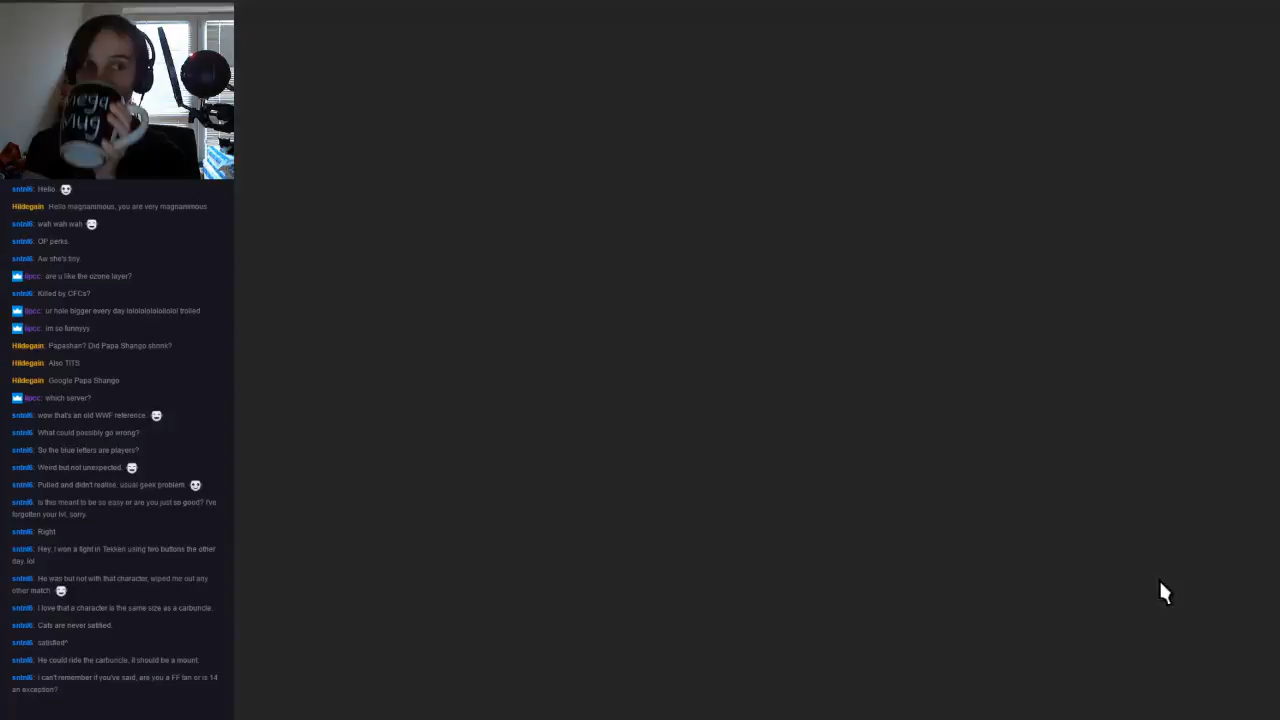 Mega
Mug
sntnl6: Hello.
Hildegain: Hello magnanimous, you are very magnanimous
sntnl6: wah wah wah
sntnl6: OP perks.
sntnl6: Aw she's tiny.
lipcc: are u like the ozone layer?
sntnl6: Killed by CFCs?
lipcc: ur hole bigger every day lolololololollolol trolled
lipcc: im so funnyyy
Hildegain: Papashan? Did Papa Shango shrink?
Hildegain: Also TITS
Hildegain: Google Papa Shango
lipcc: which server?
sntnl6: wow that's an old WWF reference.
sntnl6: What could possibly go wrong?
sntnl6: So the blue letters are players?
sntnl6: Weird but not unexpected.
sntnl6: Pulled and didn't realise, usual geek problem.
sntnl6: Is this meant to be so easy or are you just so good? I've
forgotten your lvl, sorry.
sntnl6: Right
sntnl6: Hey, I won a fight in Tekken using two buttons the other
day. lol
sntnl6: He was but not with that character, wiped me out any
other match
sntnl6: I love that a character is the same size as a carbuncle.
sntnl6: Cats are never satified.
sntnl6: satisfied^
sntnl6: He could ride the carbuncle, it should be a mount.
sntnl6: I can't remember if you've said, are you a FF fan or is 14
an exception?